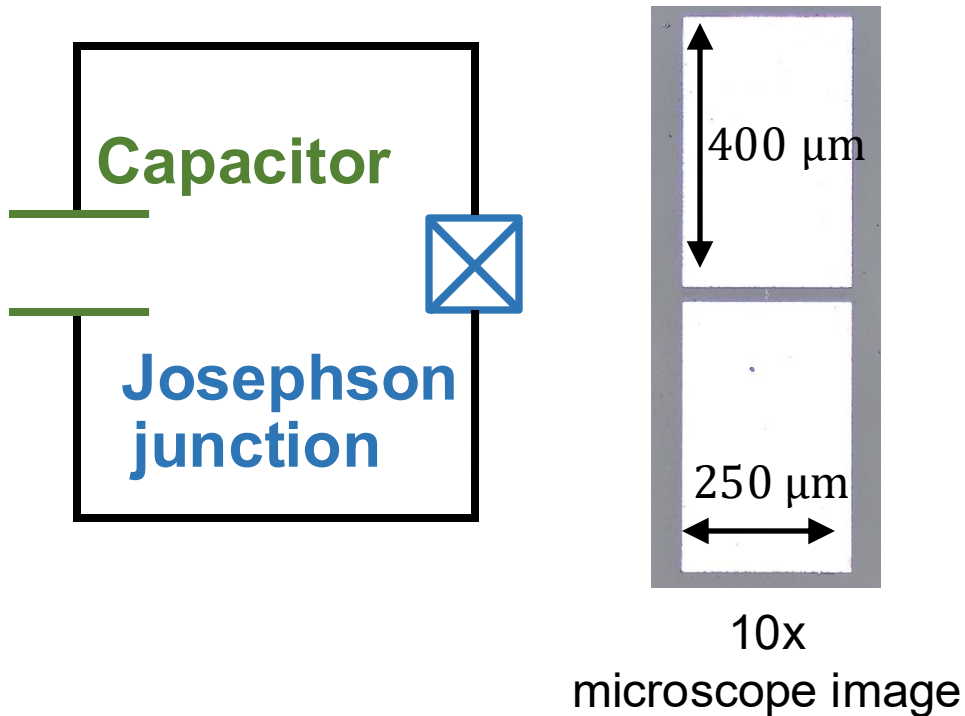 Capacitor
Josephson
junction
400 μm
250 μm
10x
microscope image